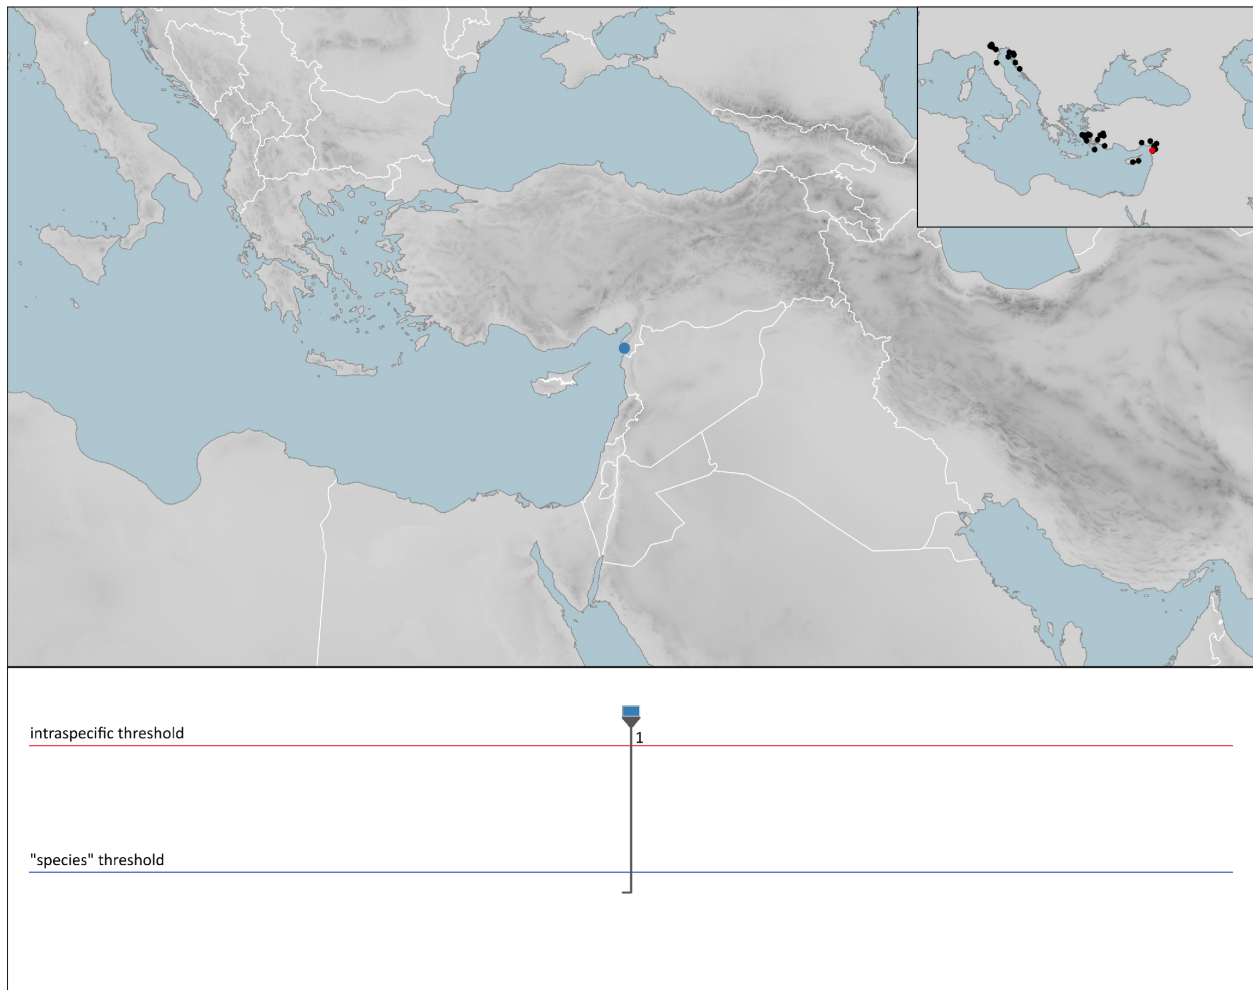 intraspecific threshold
1
"species" threshold